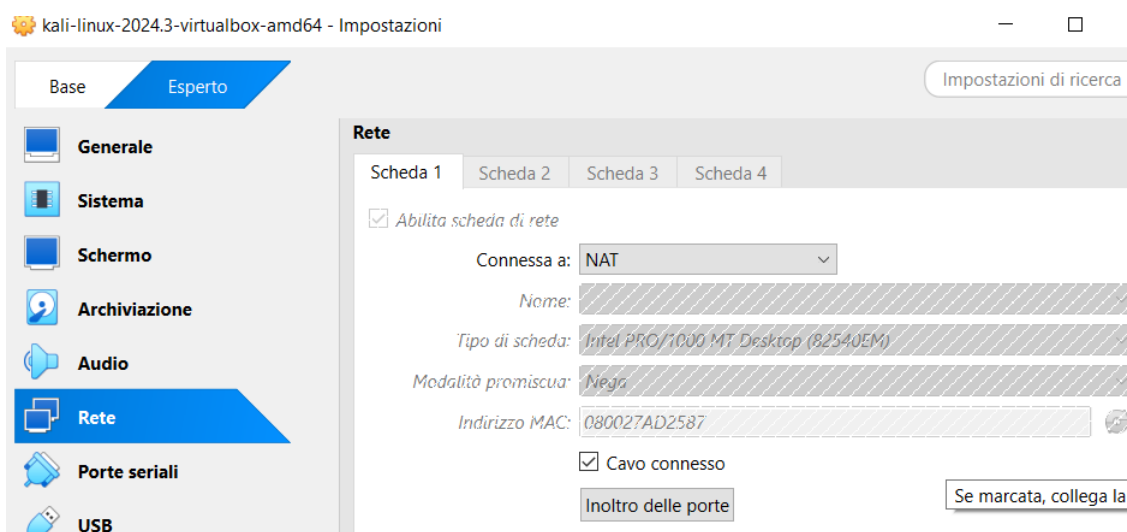 kali-linux-2024.3-virtualbox-amd64 - Impostazioni
Base
Esperto
Impostazioni di ricerca
Generale
Sistema
Schermo
Archiviazione
Audio
Rete
Porte seriali
USB
Rete
Scheda 1
Scheda 2
Scheda 3
Scheda 4
Abilita scheda di rete
Connessa a: NAT
Nome:
Tipo di scheda: Intel PRO/1000 MT Desktop (82540EM)
Modalità promiscua: Nega
Indirizzo MAC: 080027AD2587
Cavo connesso
Inoltro delle porte
Se marcata, collega la